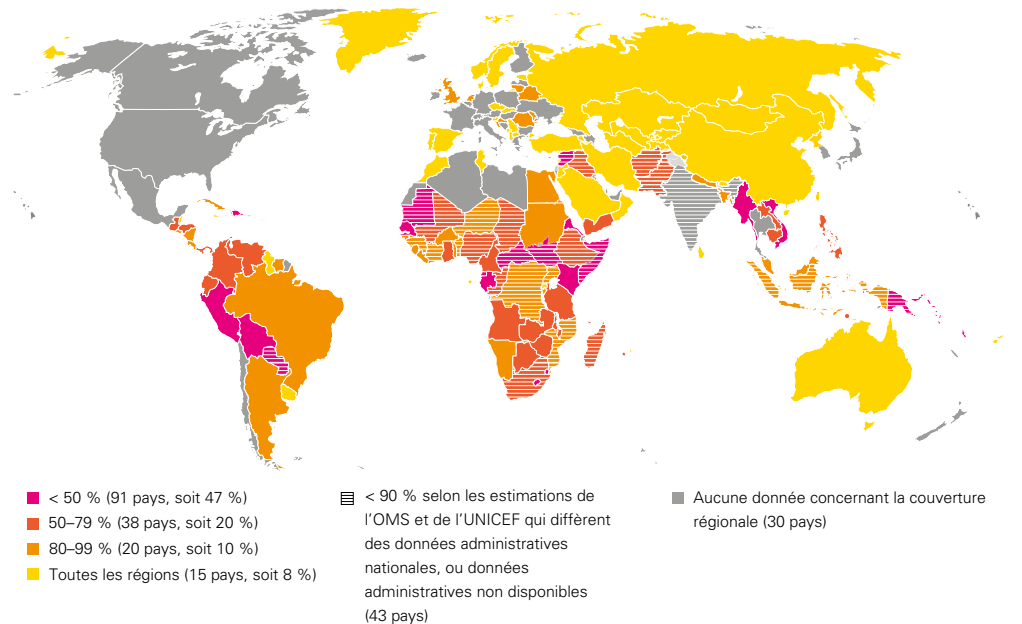 < 50 % (91 pays, soit 47 %)
50–79 % (38 pays, soit 20 %)
80–99 % (20 pays, soit 10 %)
Toutes les régions (15 pays, soit 8 %)
< 90 % selon les estimations de
l’OMS et de l’UNICEF qui diffèrent
des données administratives
nationales, ou données
administratives non disponibles
(43 pays)
Aucune donnée concernant la couverture
régionale (30 pays)